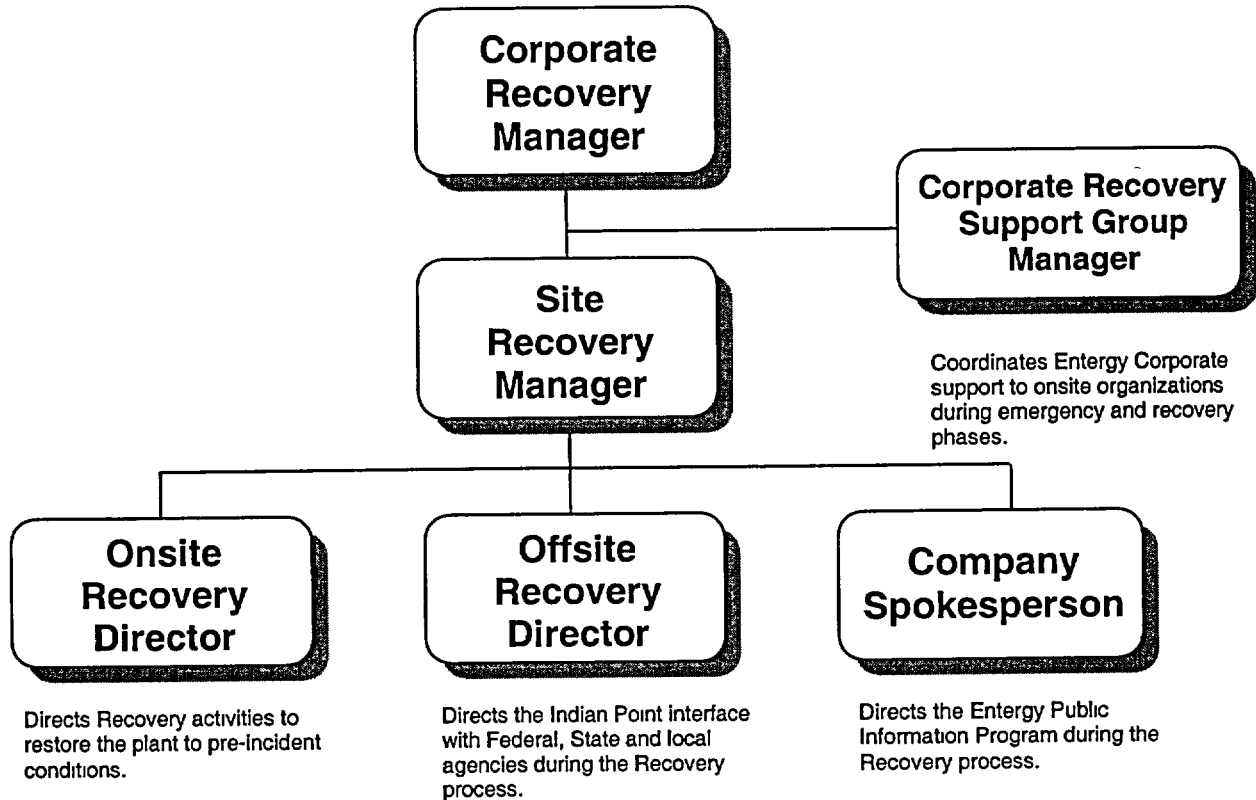 Corporate
Recovery
Manager
Corporate Recovery
Support Group
Manager
Site
Recovery
Manager
Coordinates Entergy Corporate
support to onsite organizations
during emergency and recovery
phases.
Onsite
Recovery
Director
Offsite
Recovery
Director
Company
Spokesperson
Directs Recovery activities to
restore the plant to pre-incident
conditions.
Directs the Indian Point interface
with Federal, State and local
agencies during the Recovery
process.
Directs the Entergy Public
Information Program during the
Recovery process.